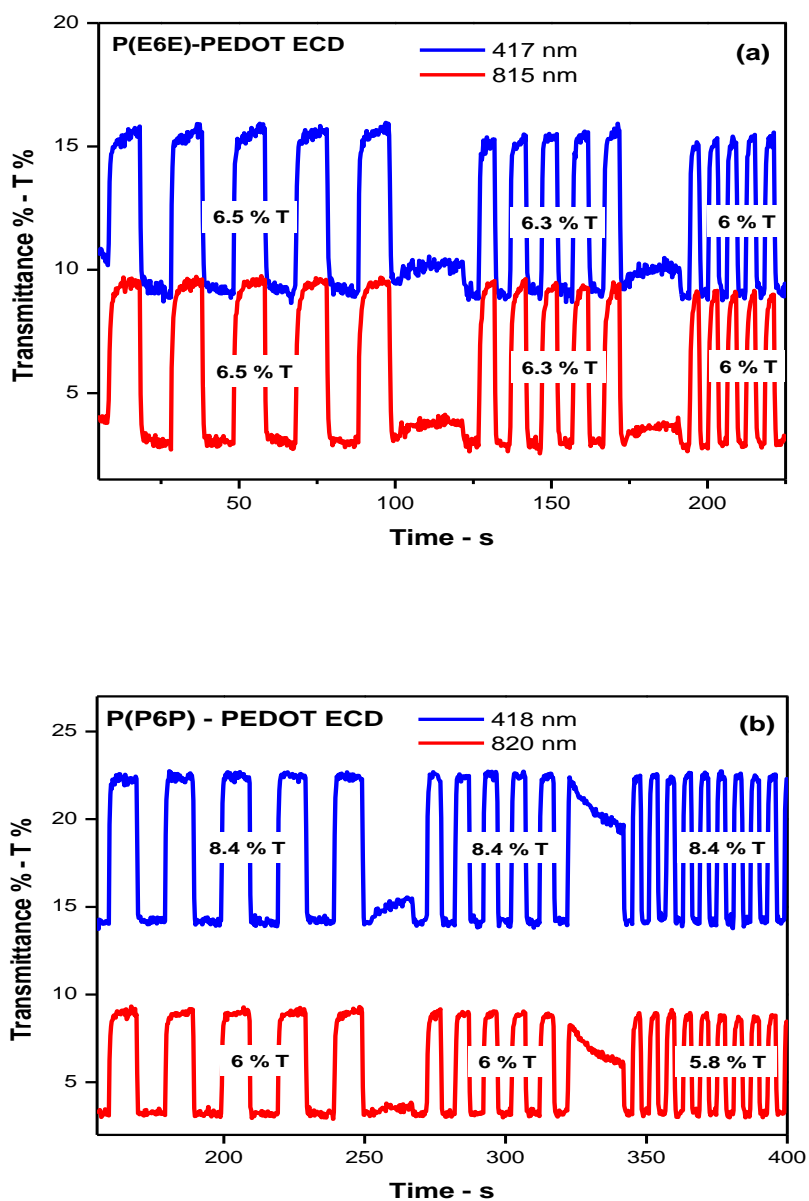 20
P(E6E)-PEDOT ECD
417 nm
815 nm
(a)
15
6.5 % T
6.3 % T
6 % T
10
6.5 % T
6.3 % T
6 % T
5
Transmittance % - T %
50
100
150
200
Time - s
25
P(P6P) - PEDOT ECD
418 nm
820 nm
(b)
20
8.4 % T
8.4 % T
8.4 % T
15
10
6 % T
6 % T
5.8 % T
5
Transmittance % - T %
200
250
300
350
400
Time - s